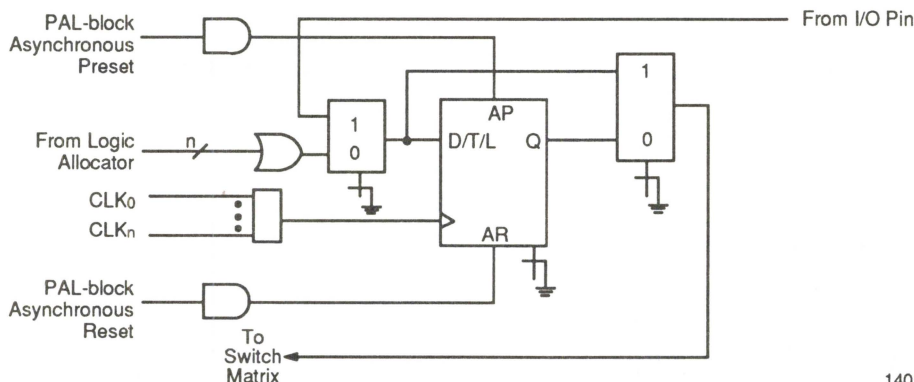 PAL-block
Asynchronous
Preset
From I/O Pin
1
0
AP
D/T/L
Q
AR
1
0
From Logic
Allocator
n
CLK0
CLKn
PAL-block
Asynchronous
Reset
To
Switch
Matrix
140